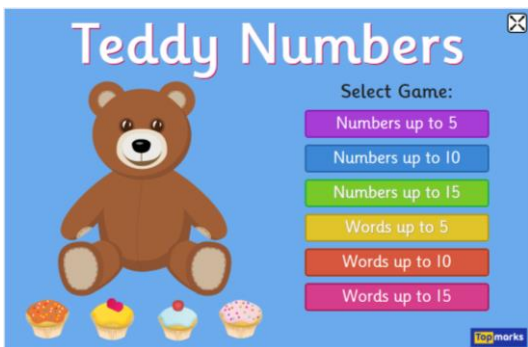 Teddy Numbers
Select Game:
Numbers up to 5
Numbers up to 10
Numbers up to 15
Words up to 5
Words up to 10
Words up to 15
Topmarks